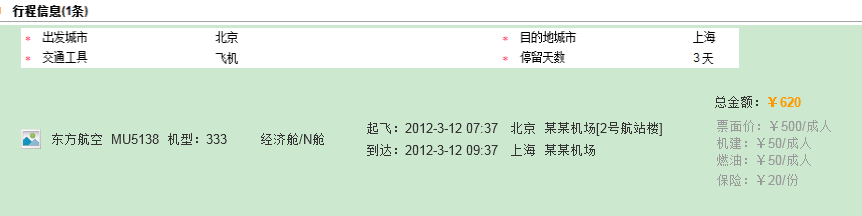 行程信息(1条)
* 出发城市 北京 * 目的地城市 上海
* 交通工具 飞机 * 停留天数 3 天
总金额：￥620
起飞：2012-3-12 07:37 北京 某某机场[2号航站楼]
东方航空 MU5138 机型：333 经济舱/N舱
到达：2012-3-12 09:37 上海 某某机场
票面价：￥500/成人
机建：￥50/成人
燃油：￥50/成人
保险：￥20/份